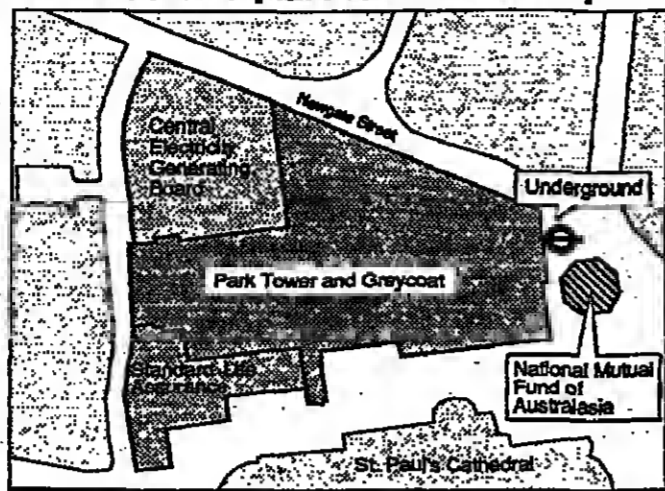 Central
Electricity
Generating
Board
Newgate Street
Underground
Park Tower and Greycoat
Standard Life
Assurance
National Mutual
Fund of
Australasia
St. Paul's Cathedral